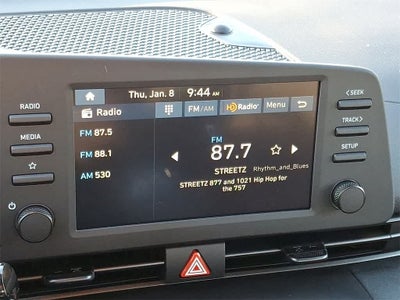 Thu, Jan. 8 9:44 AM
RADIO
MEDIA
Radio
FM / AM
HD Radio
Menu
FM 87.5
FM 88.1
AM 530
FM
87.7
STREETZ Rhythm_and_Blues
STREETZ 877 and 1021 Hip Hop for
the 757
< SEEK
TRACK >
SETUP